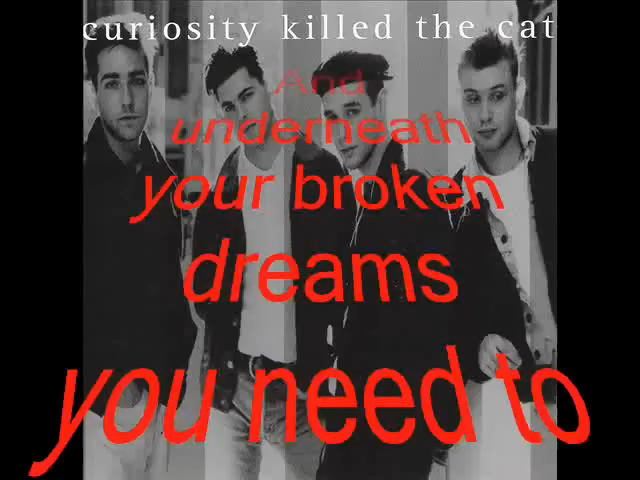 curiosity killed the cat
And
underneath
your broken
dreams
you need to